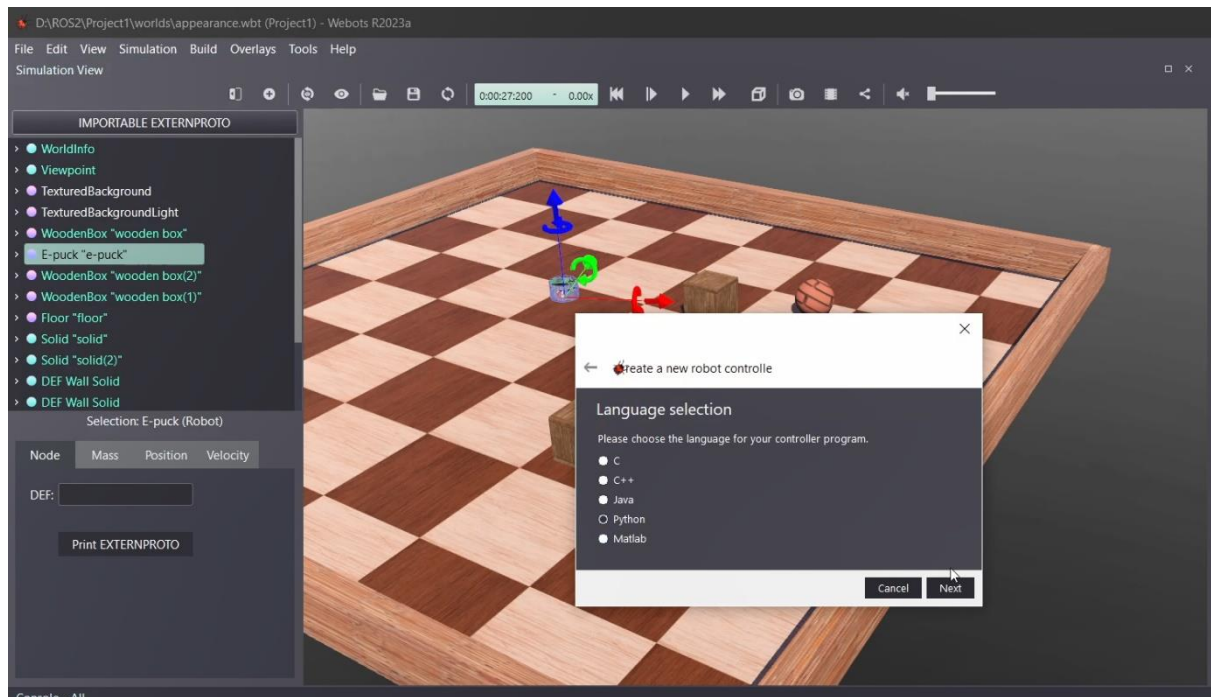 D:\ROS2\Project1\worlds\appearance.wbt (Project1) - Webots R2023a
File Edit View Simulation Build Overlays Tools Help
Simulation View
0:00:27:200 - 0.00x
IMPORTABLE EXTERNPROTO
WorldInfo
Viewpoint
TexturedBackground
TexturedBackgroundLight
WoodenBox "wooden box"
E-puck "e-puck"
WoodenBox "wooden box(2)"
WoodenBox "wooden box(1)"
Floor "floor"
Solid "solid"
Solid "solid(2)"
DEF Wall Solid
DEF Wall Solid
Selection: E-puck (Robot)
Node Mass Position Velocity
DEF:
Print EXTERNPROTO
reate a new robot controlle
Language selection
Please choose the language for your controller program.
C
C++
Java
Python
Matlab
Cancel Next
Console - All